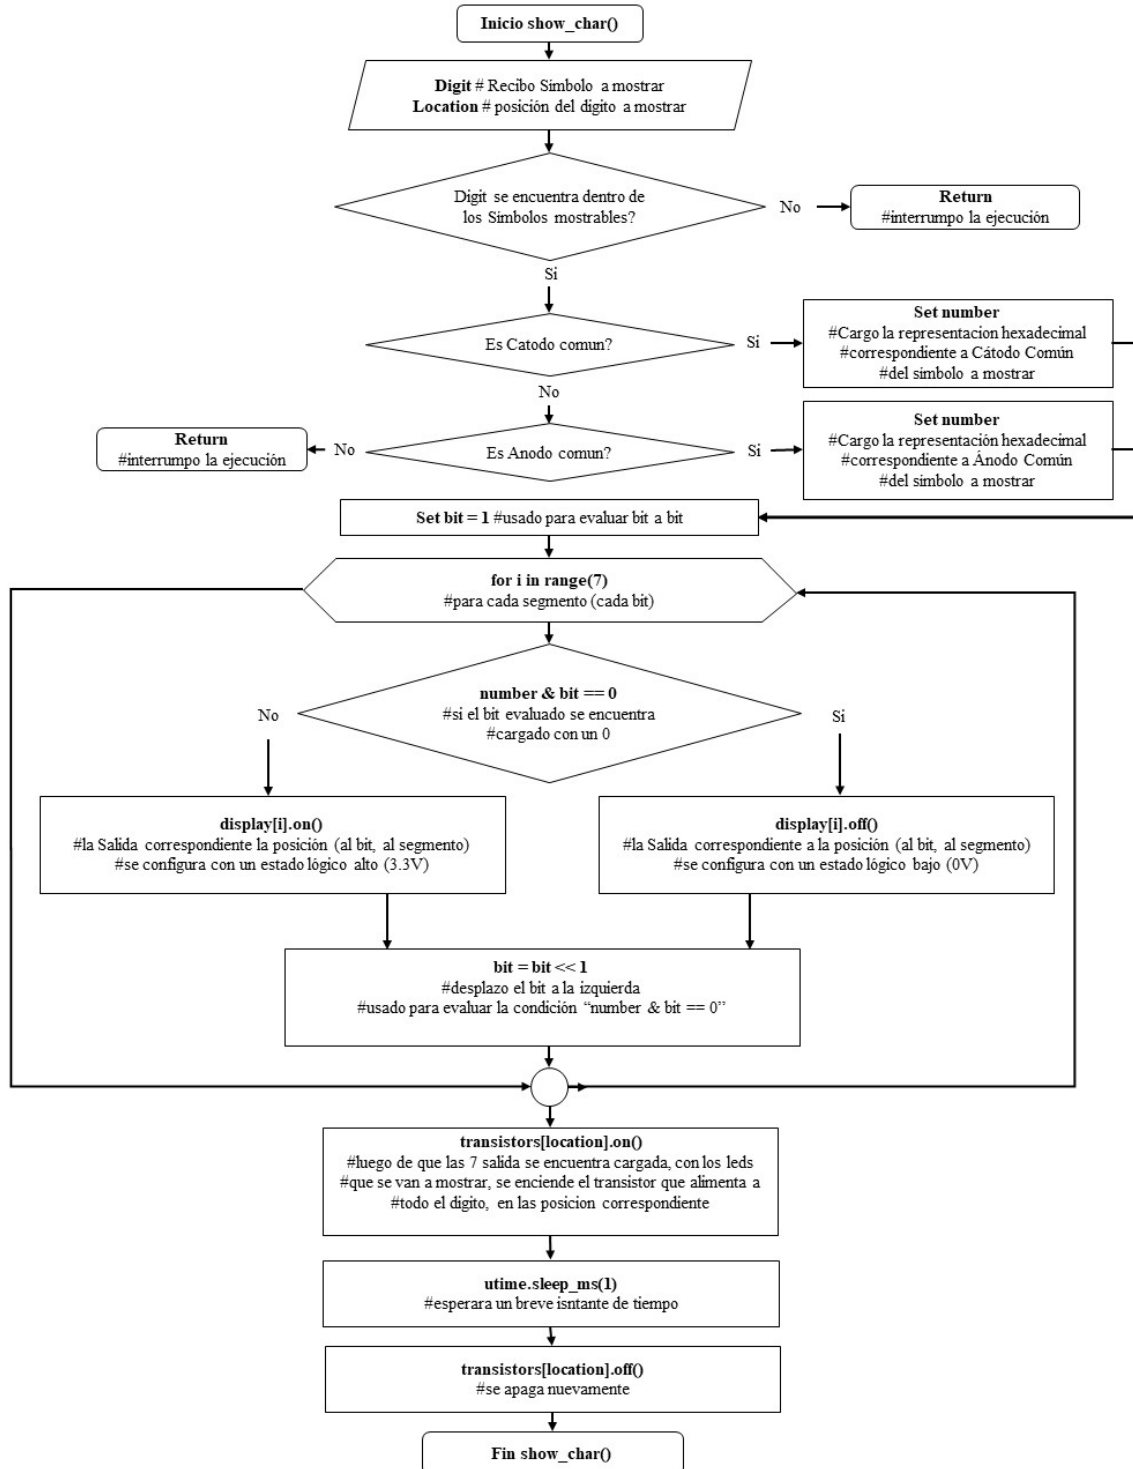 Inicio show_char()
Digit # Recibo Simbolo a mostrar
Location # posición del digito a mostrar
Digit se encuentra dentro de
los Simbolos mostrables?
No
Return
#interrumpo la ejecución
Si
Es Catodo comun?
Si
Set number
#Cargo la representacion hexadecimal
#correspondiente a Cátodo Común
#del simbolo a mostrar
No
Return
#interrumpo la ejecución
No
Es Anodo comun?
Si
Set number
#Cargo la representación hexadecimal
#correspondiente a Ánodo Común
#del simbolo a mostrar
Set bit = 1 #usado para evaluar bit a bit
for i in range(7)
#para cada segmento (cada bit)
number & bit == 0
#si el bit evaluado se encuentra
#cargado con un 0
No
Si
display[i].on()
#la Salida correspondiente la posición (al bit, al segmento)
#se configura con un estado lógico alto (3.3V)
display[i].off()
#la Salida correspondiente a la posición (al bit, al segmento)
#se configura con un estado lógico bajo (0V)
bit = bit << 1
#desplazo el bit a la izquierda
#usado para evaluar la condición “number & bit == 0”
transistors[location].on()
#luego de que las 7 salida se encuentra cargada, con los leds
#que se van a mostrar, se enciende el transistor que alimenta a
#todo el digito, en las posicion correspondiente
utime.sleep_ms(1)
#esperara un breve isntante de tiempo
transistors[location].off()
#se apaga nuevamente
Fin show_char()